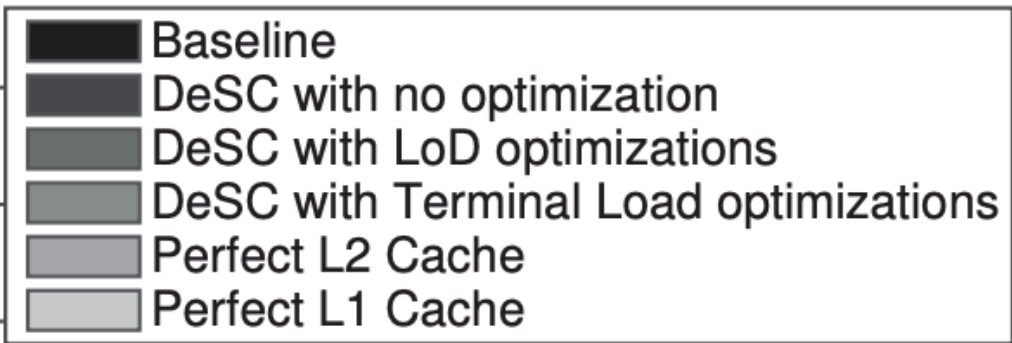 Baseline
DeSC with no optimization
DeSC with LoD optimizations
DeSC with Terminal Load optimizations
Perfect L2 Cache
Perfect L1 Cache